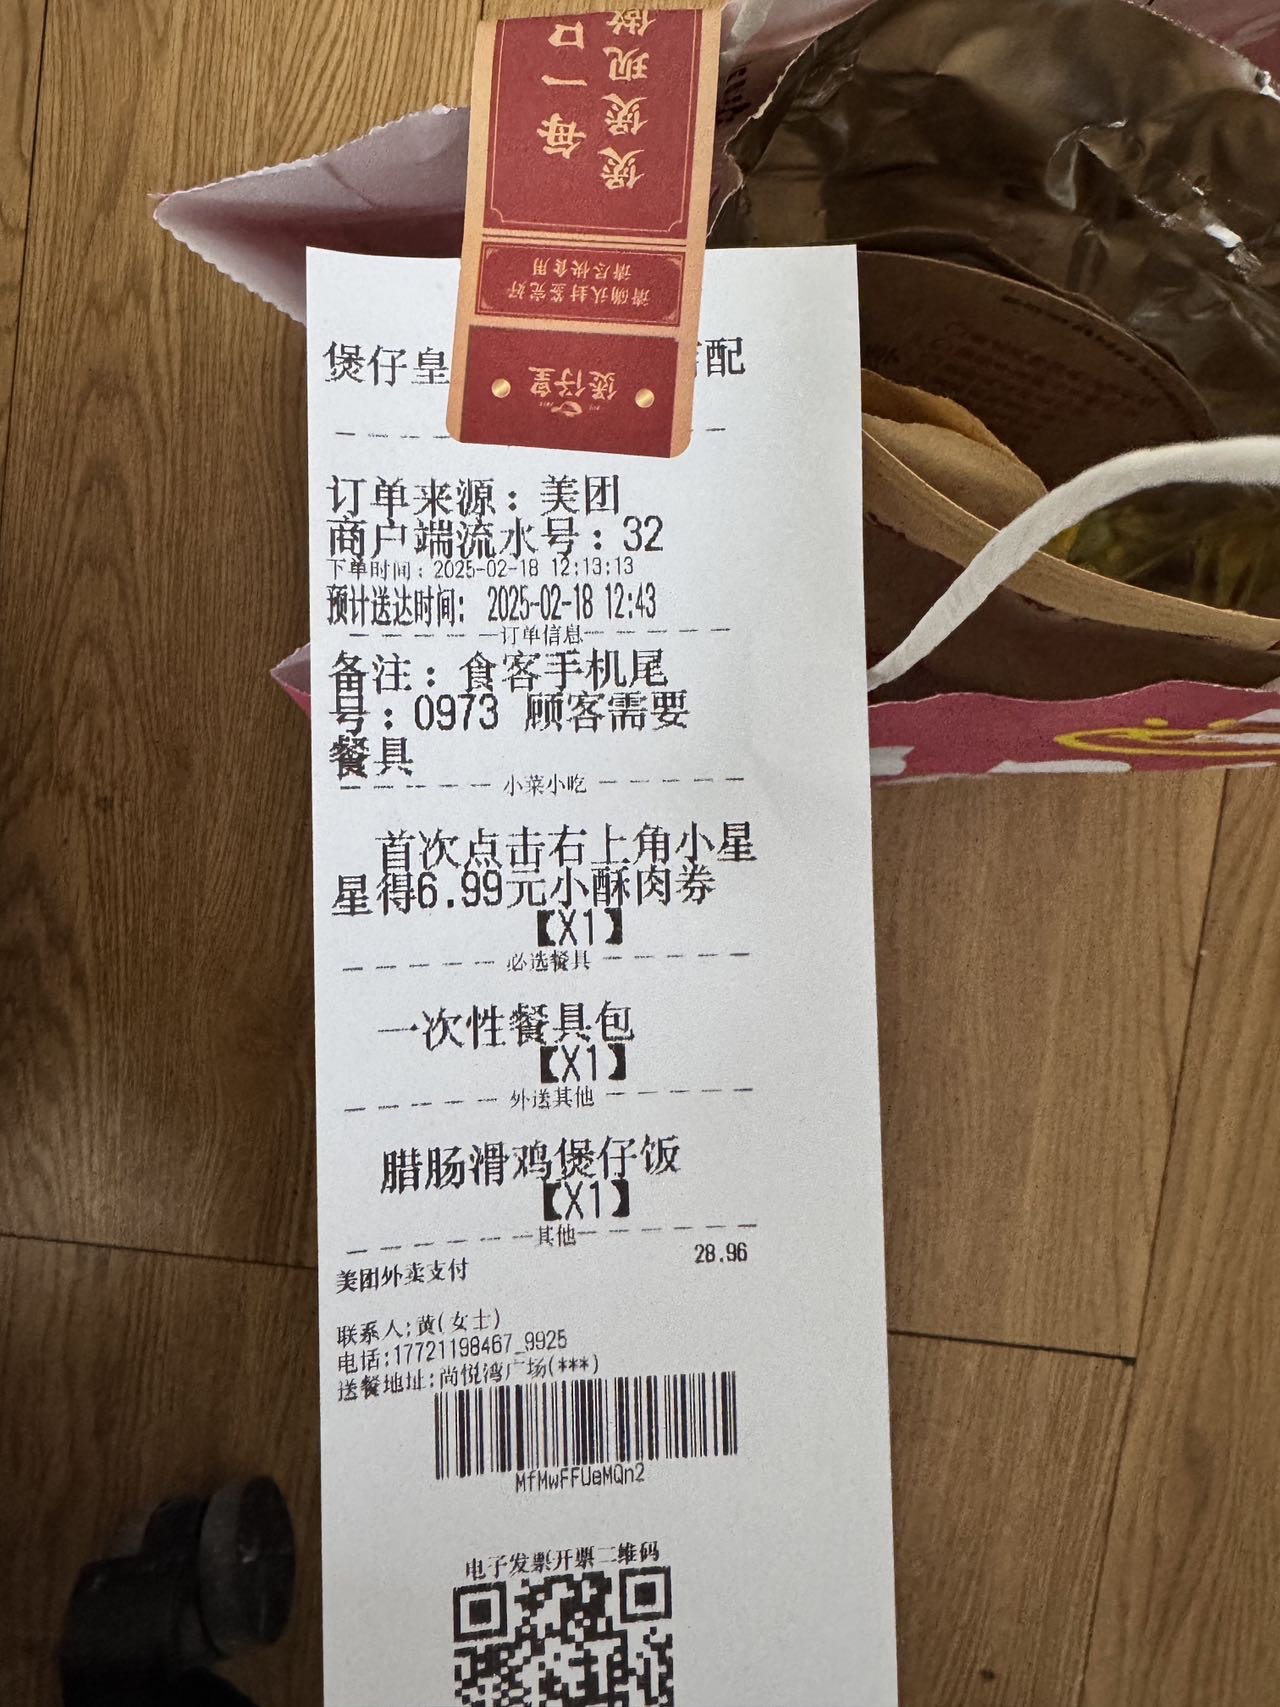 每一口
煲煲现做
请确认封签完好
请尽快食用
煲仔皇
煲仔皇
配
订单来源：美团
商户端流水号：32
下单时间：2025-02-18 12:13:13
预计送达时间：2025-02-18 12:43
订单信息
备注：食客手机尾
号：0973 顾客需要
餐具
小菜小吃
首次点击右上角小星
星得6.99元小酥肉券
【X1】
必选餐具
一次性餐具包
【X1】
外送其他
腊肠滑鸡煲仔饭
【X1】
其他
美团外卖支付 28.96
联系人:黄(女士)
电话:17721198467_9925
送餐地址:尚悦湾广场(***)
MfMwFFUeMQn2
电子发票开票二维码